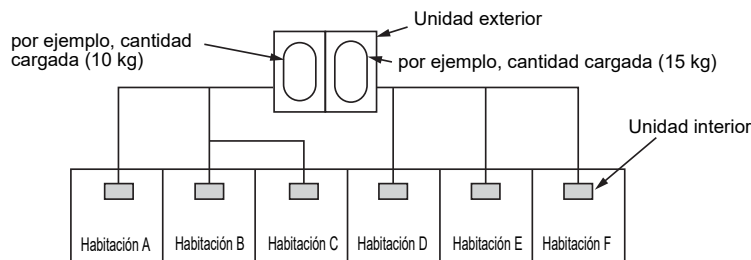 Unidad exterior
por ejemplo, cantidad
cargada (10 kg)
por ejemplo, cantidad cargada (15 kg)
Unidad interior
Habitación A
Habitación B
Habitación C
Habitación D
Habitación E
Habitación F